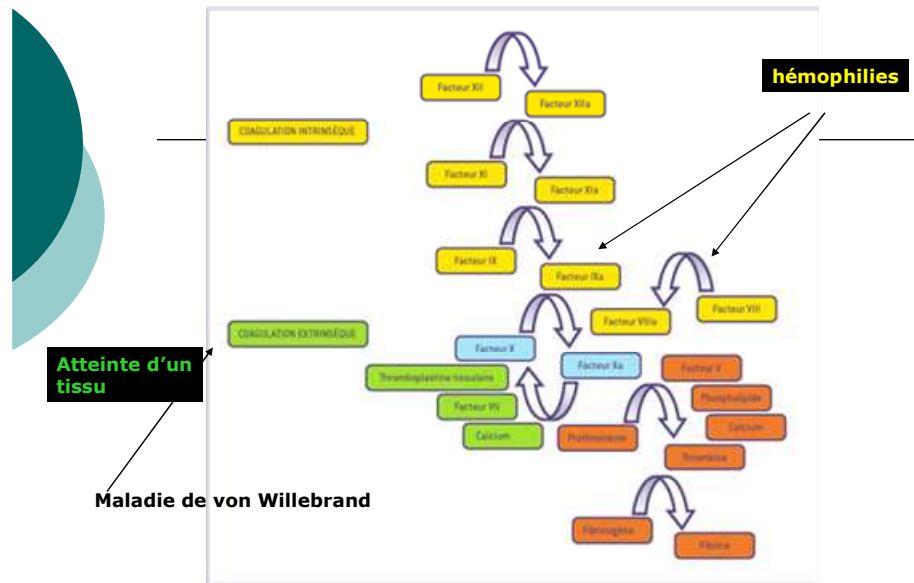 hémophilies
Facteur XII
Facteur XIIa
COAGULATION INTRINSÈQUE
Facteur XI
Facteur XIa
Facteur IX
Facteur IXa
Facteur VIII
Facteur VIIIa
COAGULATION EXTRINSÈQUE
Atteinte d’un
tissu
Facteur X
Facteur Xa
Facteur V
Thromboplastine tissulaire
Phospholipide
Facteur VII
Calcium
Calcium
Prothrombine
Thrombine
Maladie de von Willebrand
Fibrinogène
Fibrine